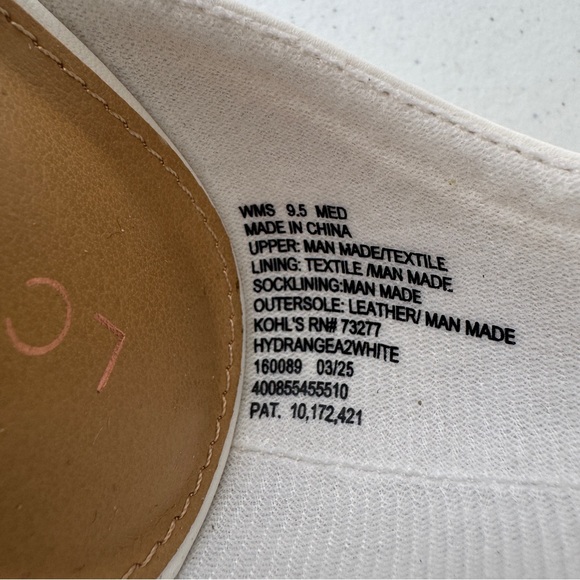 WMS 9.5 MED
MADE IN CHINA
UPPER: MAN MADE/TEXTILE
LINING: TEXTILE /MAN MADE
SOCKLINING:MAN MADE
OUTERSOLE: LEATHER/ MAN MADE
KOHL'S RN# 73277
HYDRANGEA2WHITE
160089 03/25
400855455510
PAT. 10,172,421
LC